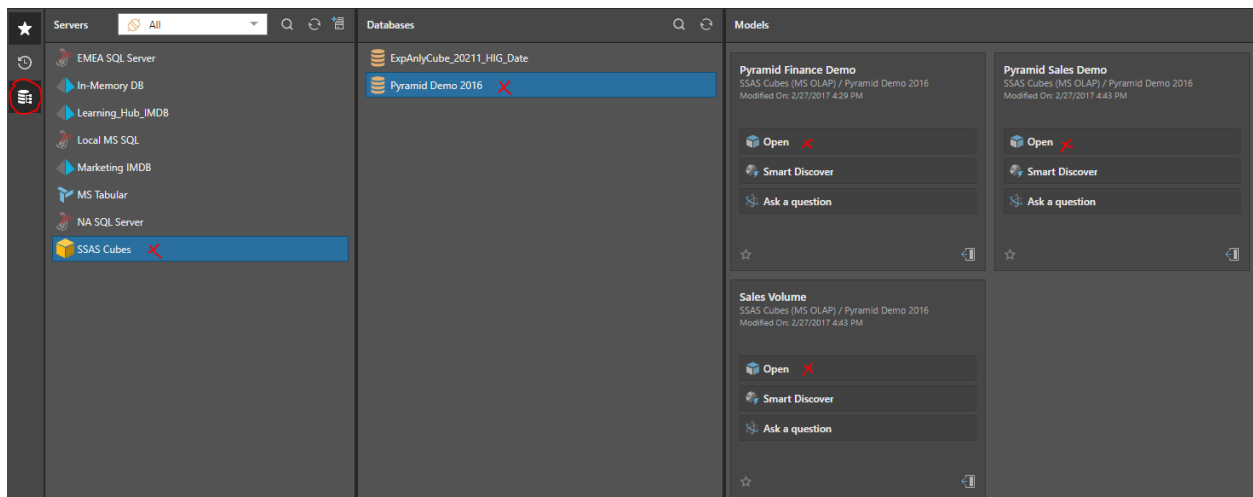 Servers
All
Databases
Models
EMEA SQL Server
In-Memory DB
Learning_Hub_IMDB
Local MS SQL
Marketing IMDB
MS Tabular
NA SQL Server
SSAS Cubes
ExpAnlyCube_20211_HIG_Date
Pyramid Demo 2016
Pyramid Finance Demo
SSAS Cubes (MS OLAP) / Pyramid Demo 2016
Modified On: 2/27/2017 4:29 PM
Open
Smart Discover
Ask a question
Pyramid Sales Demo
SSAS Cubes (MS OLAP) / Pyramid Demo 2016
Modified On: 2/27/2017 4:43 PM
Open
Smart Discover
Ask a question
Sales Volume
SSAS Cubes (MS OLAP) / Pyramid Demo 2016
Modified On: 2/27/2017 4:43 PM
Open
Smart Discover
Ask a question